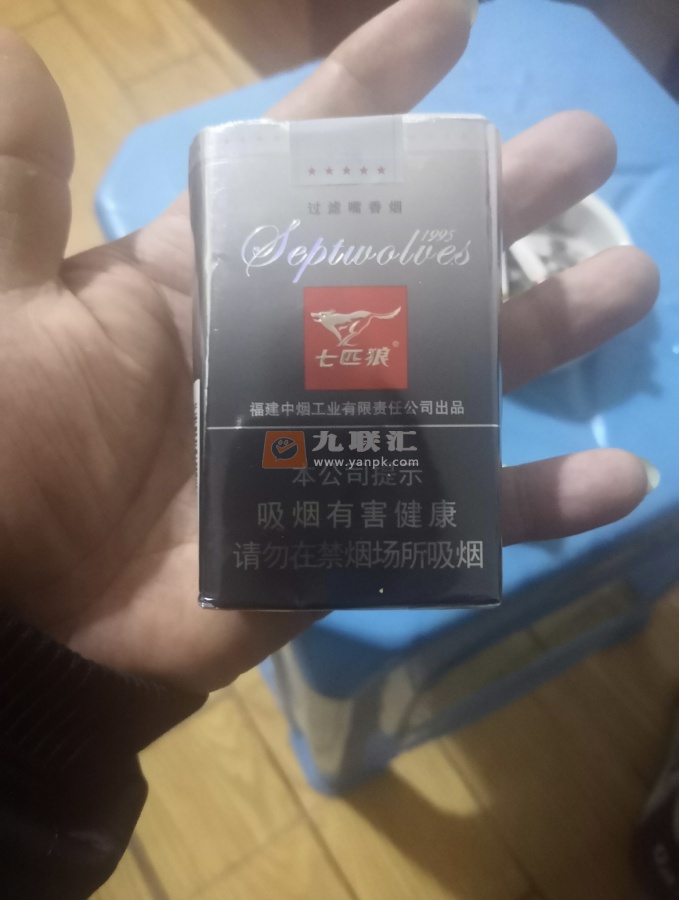 过滤嘴香烟
1995
Septwolves
七匹狼®
福建中烟工业有限责任公司出品
九联汇
www.yanpk.com
本公司提示
吸烟有害健康
请勿在禁烟场所吸烟